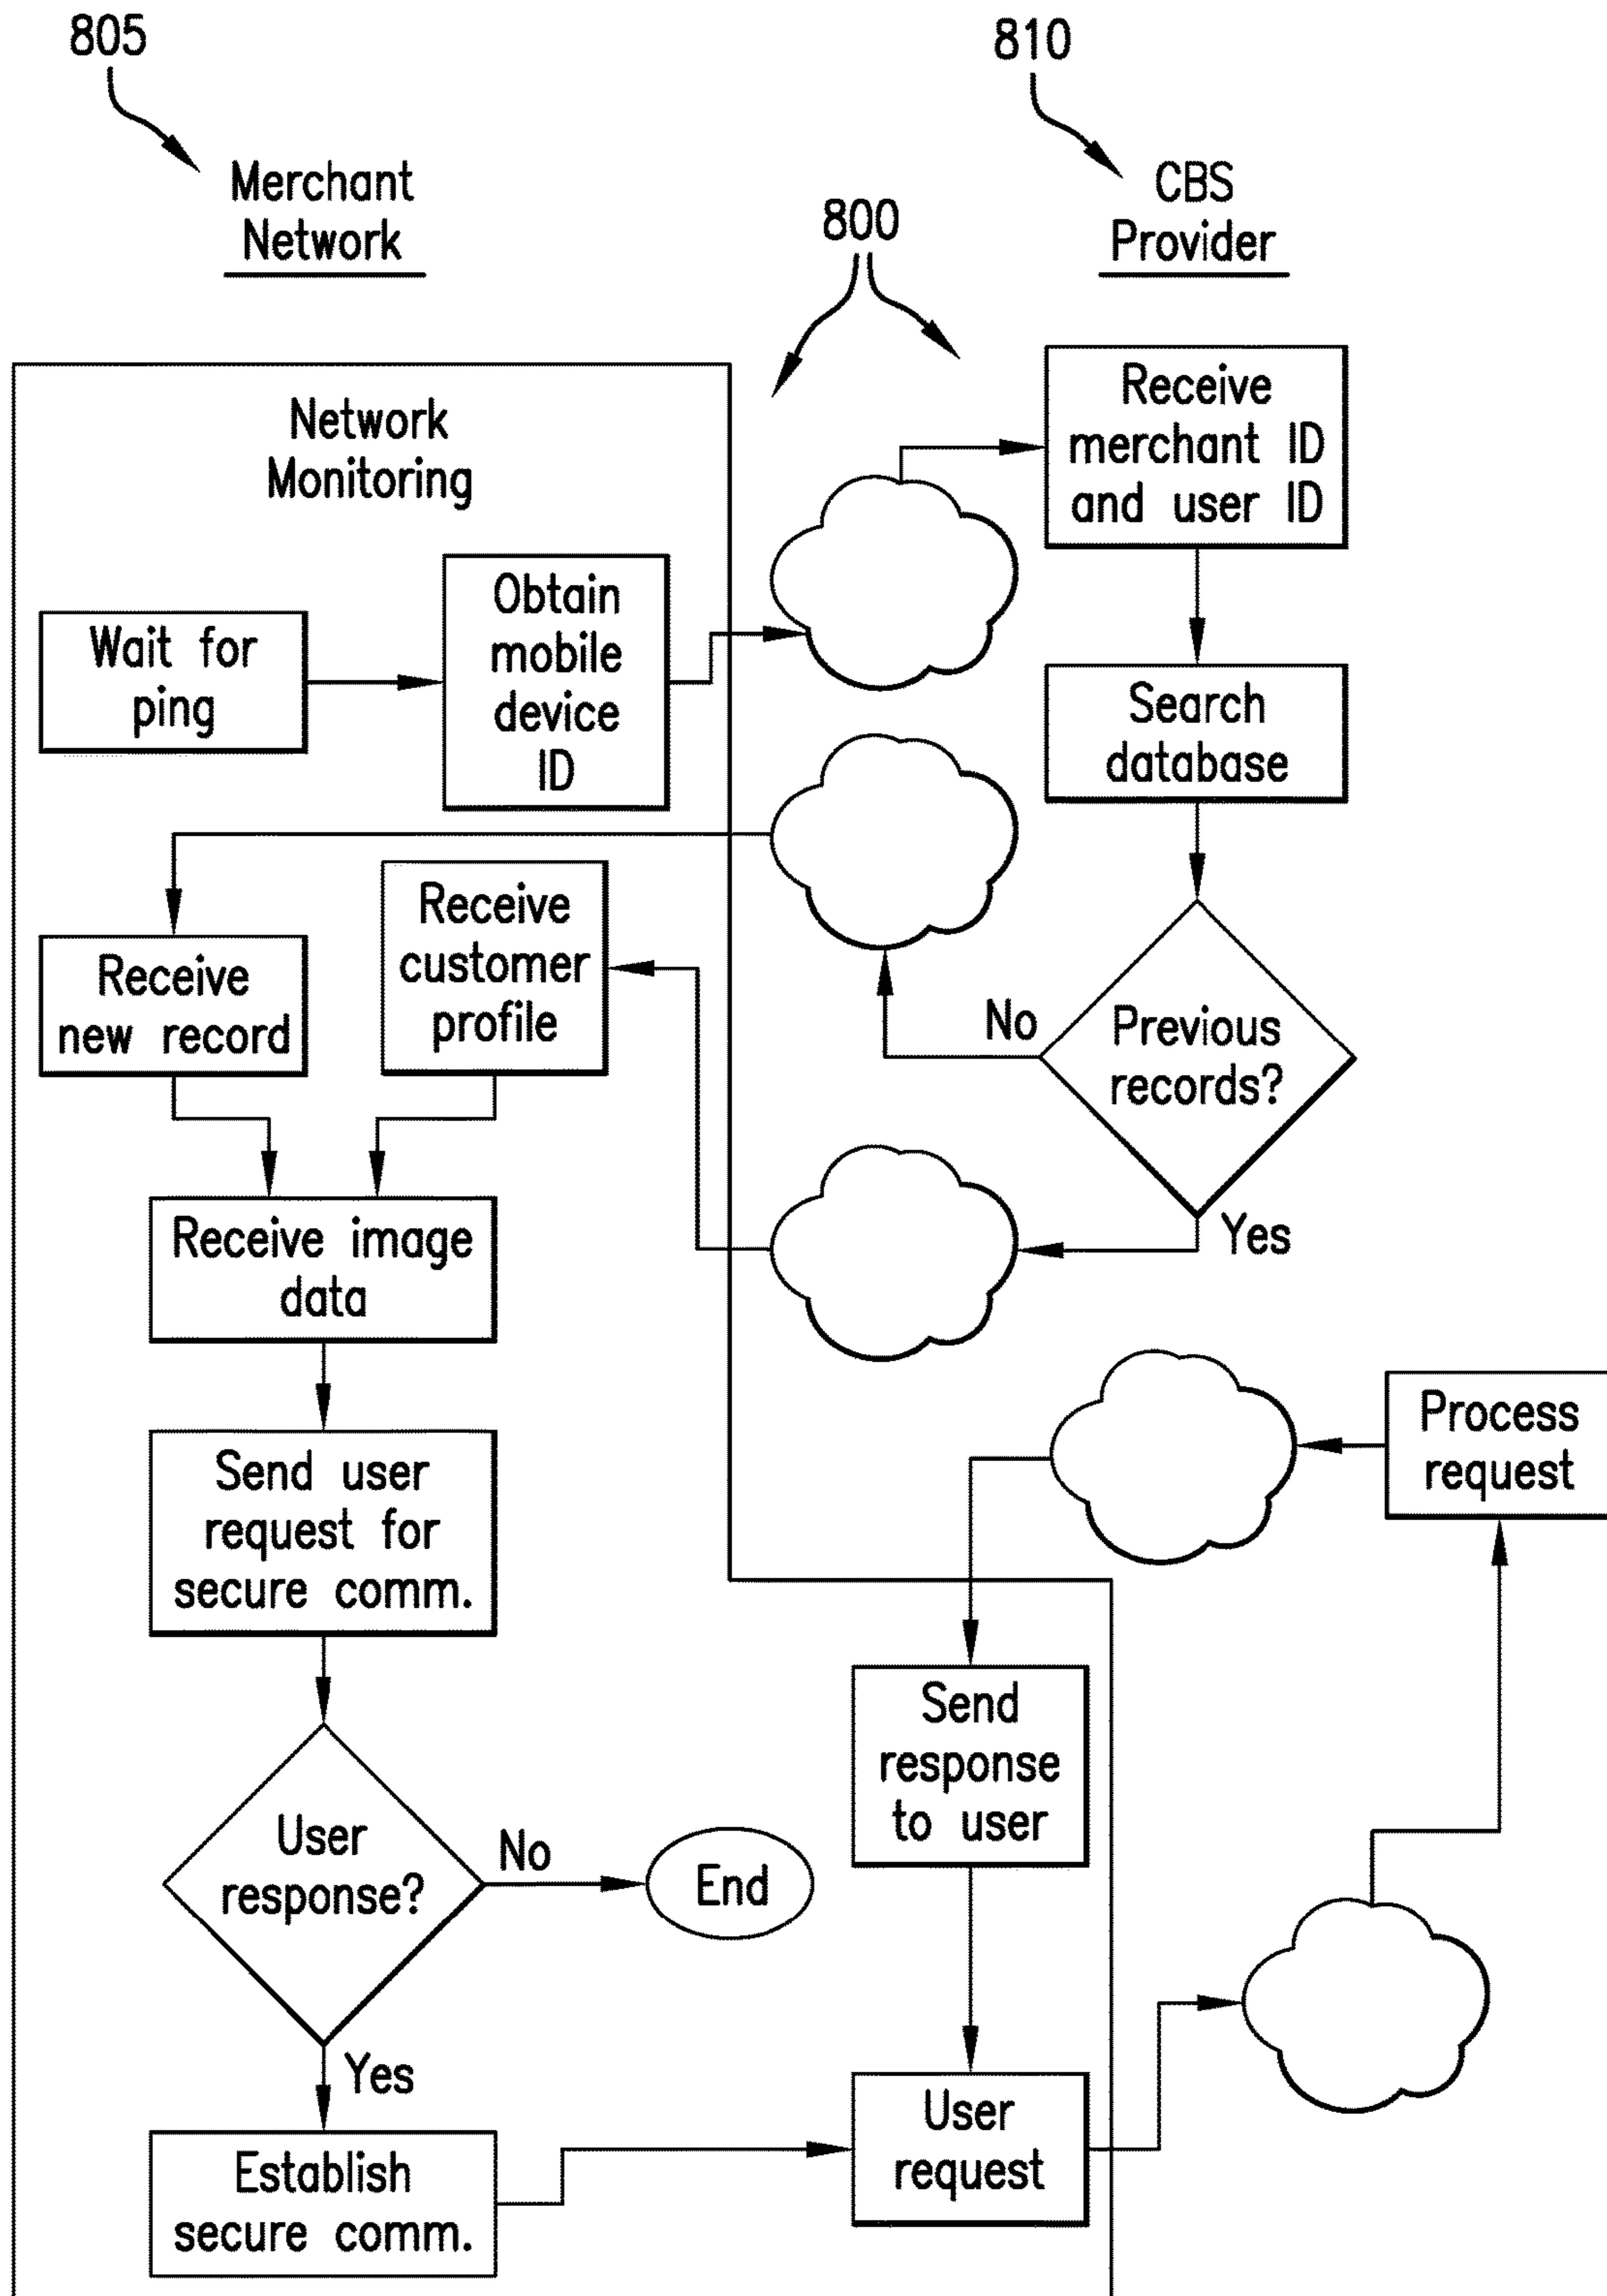 805
Merchant
Network
810
CBS
Provider
800
Network
Monitoring
Wait for
ping
Obtain
mobile
device
ID
Receive
merchant ID
and user ID
Search
database
Previous
records?
No
Yes
Receive
new record
Receive
customer
profile
Receive image
data
Send user
request for
secure comm.
User
response?
No
End
Yes
Establish
secure comm.
Send
response
to user
User
request
Process
request